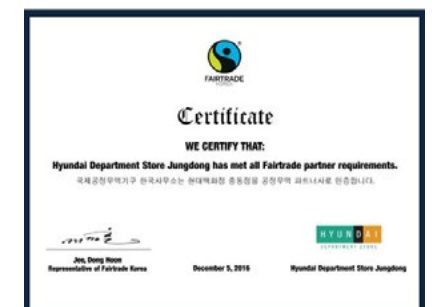 FAIRTRADE
KOREA
Certificate
WE CERTIFY THAT:
Hyundai Department Store Jungdong has met all Fairtrade partner requirements.
국제공정무역기구 한국사무소는 현대백화점 중동점을 공정무역 파트너사로 인증합니다.
HYUNDAI
DEPARTMENT STORE
Jee, Dong Hoon
Representative of Fairtrade Korea
December 5, 2016
Hyundai Department Store Jungdong